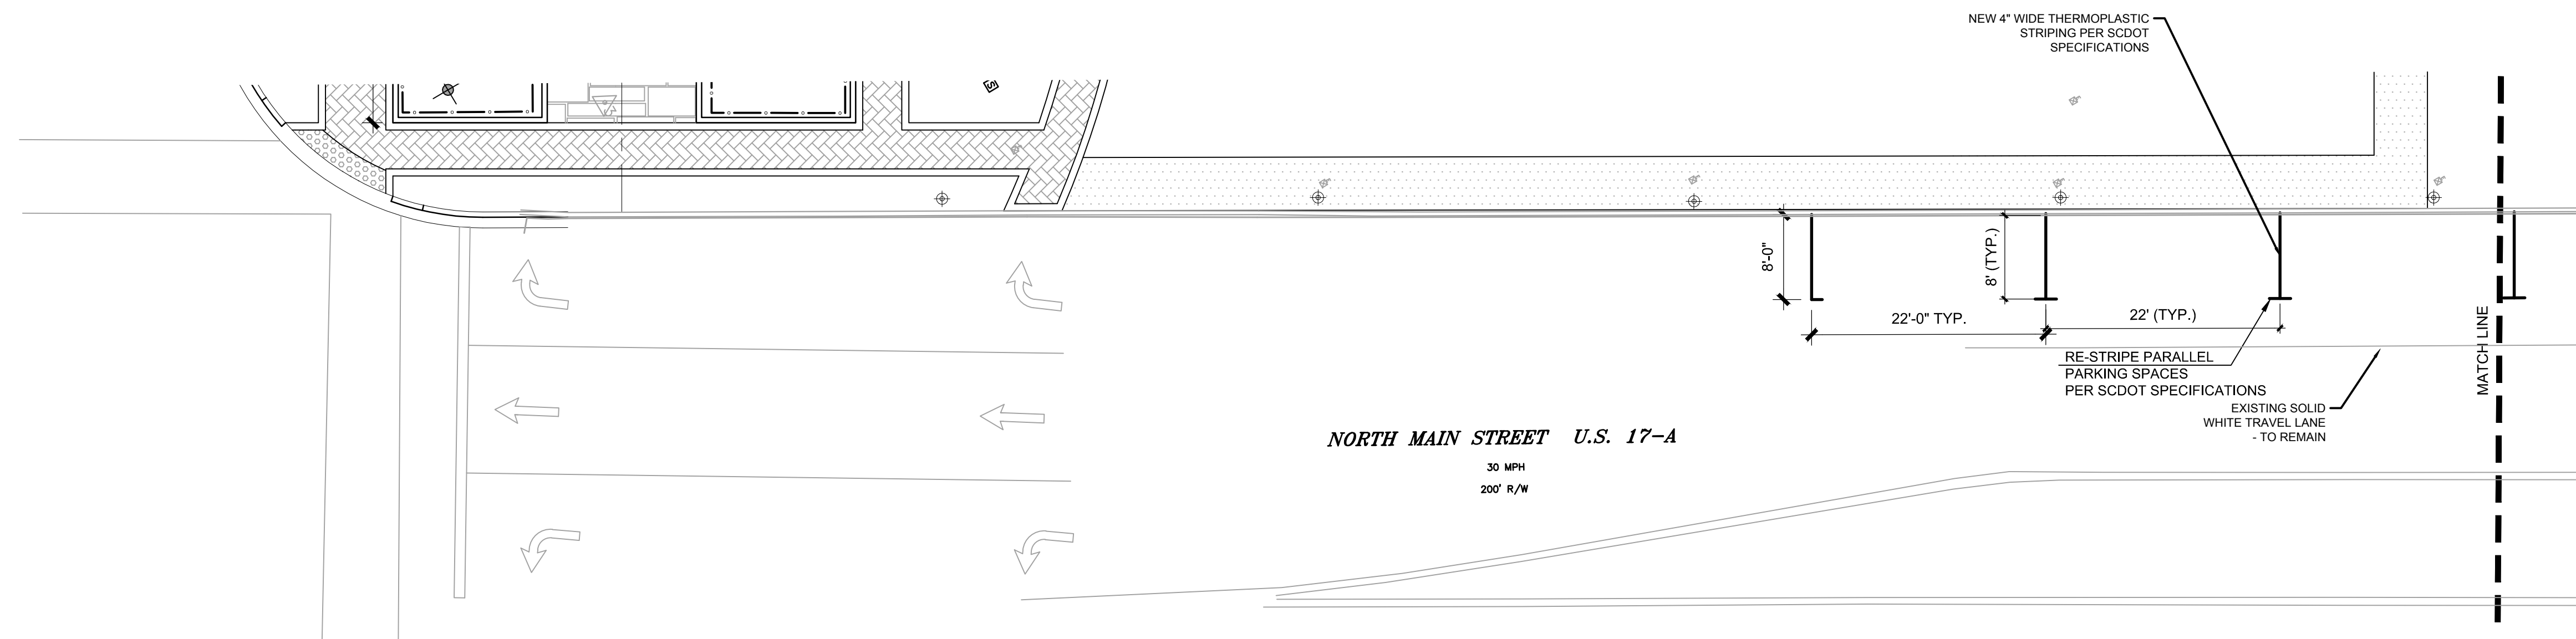 NEW 4" WIDE THERMOPLASTIC
STRIPING PER SCDOT
SPECIFICATIONS
8'-0"
8' (TYP.)
22'-0" TYP.
22' (TYP.)
RE-STRIPE PARALLEL
PARKING SPACES
PER SCDOT SPECIFICATIONS
EXISTING SOLID
WHITE TRAVEL LANE
- TO REMAIN
MATCH LINE
NORTH MAIN STREET U.S. 17-A
30 MPH
200' R/W